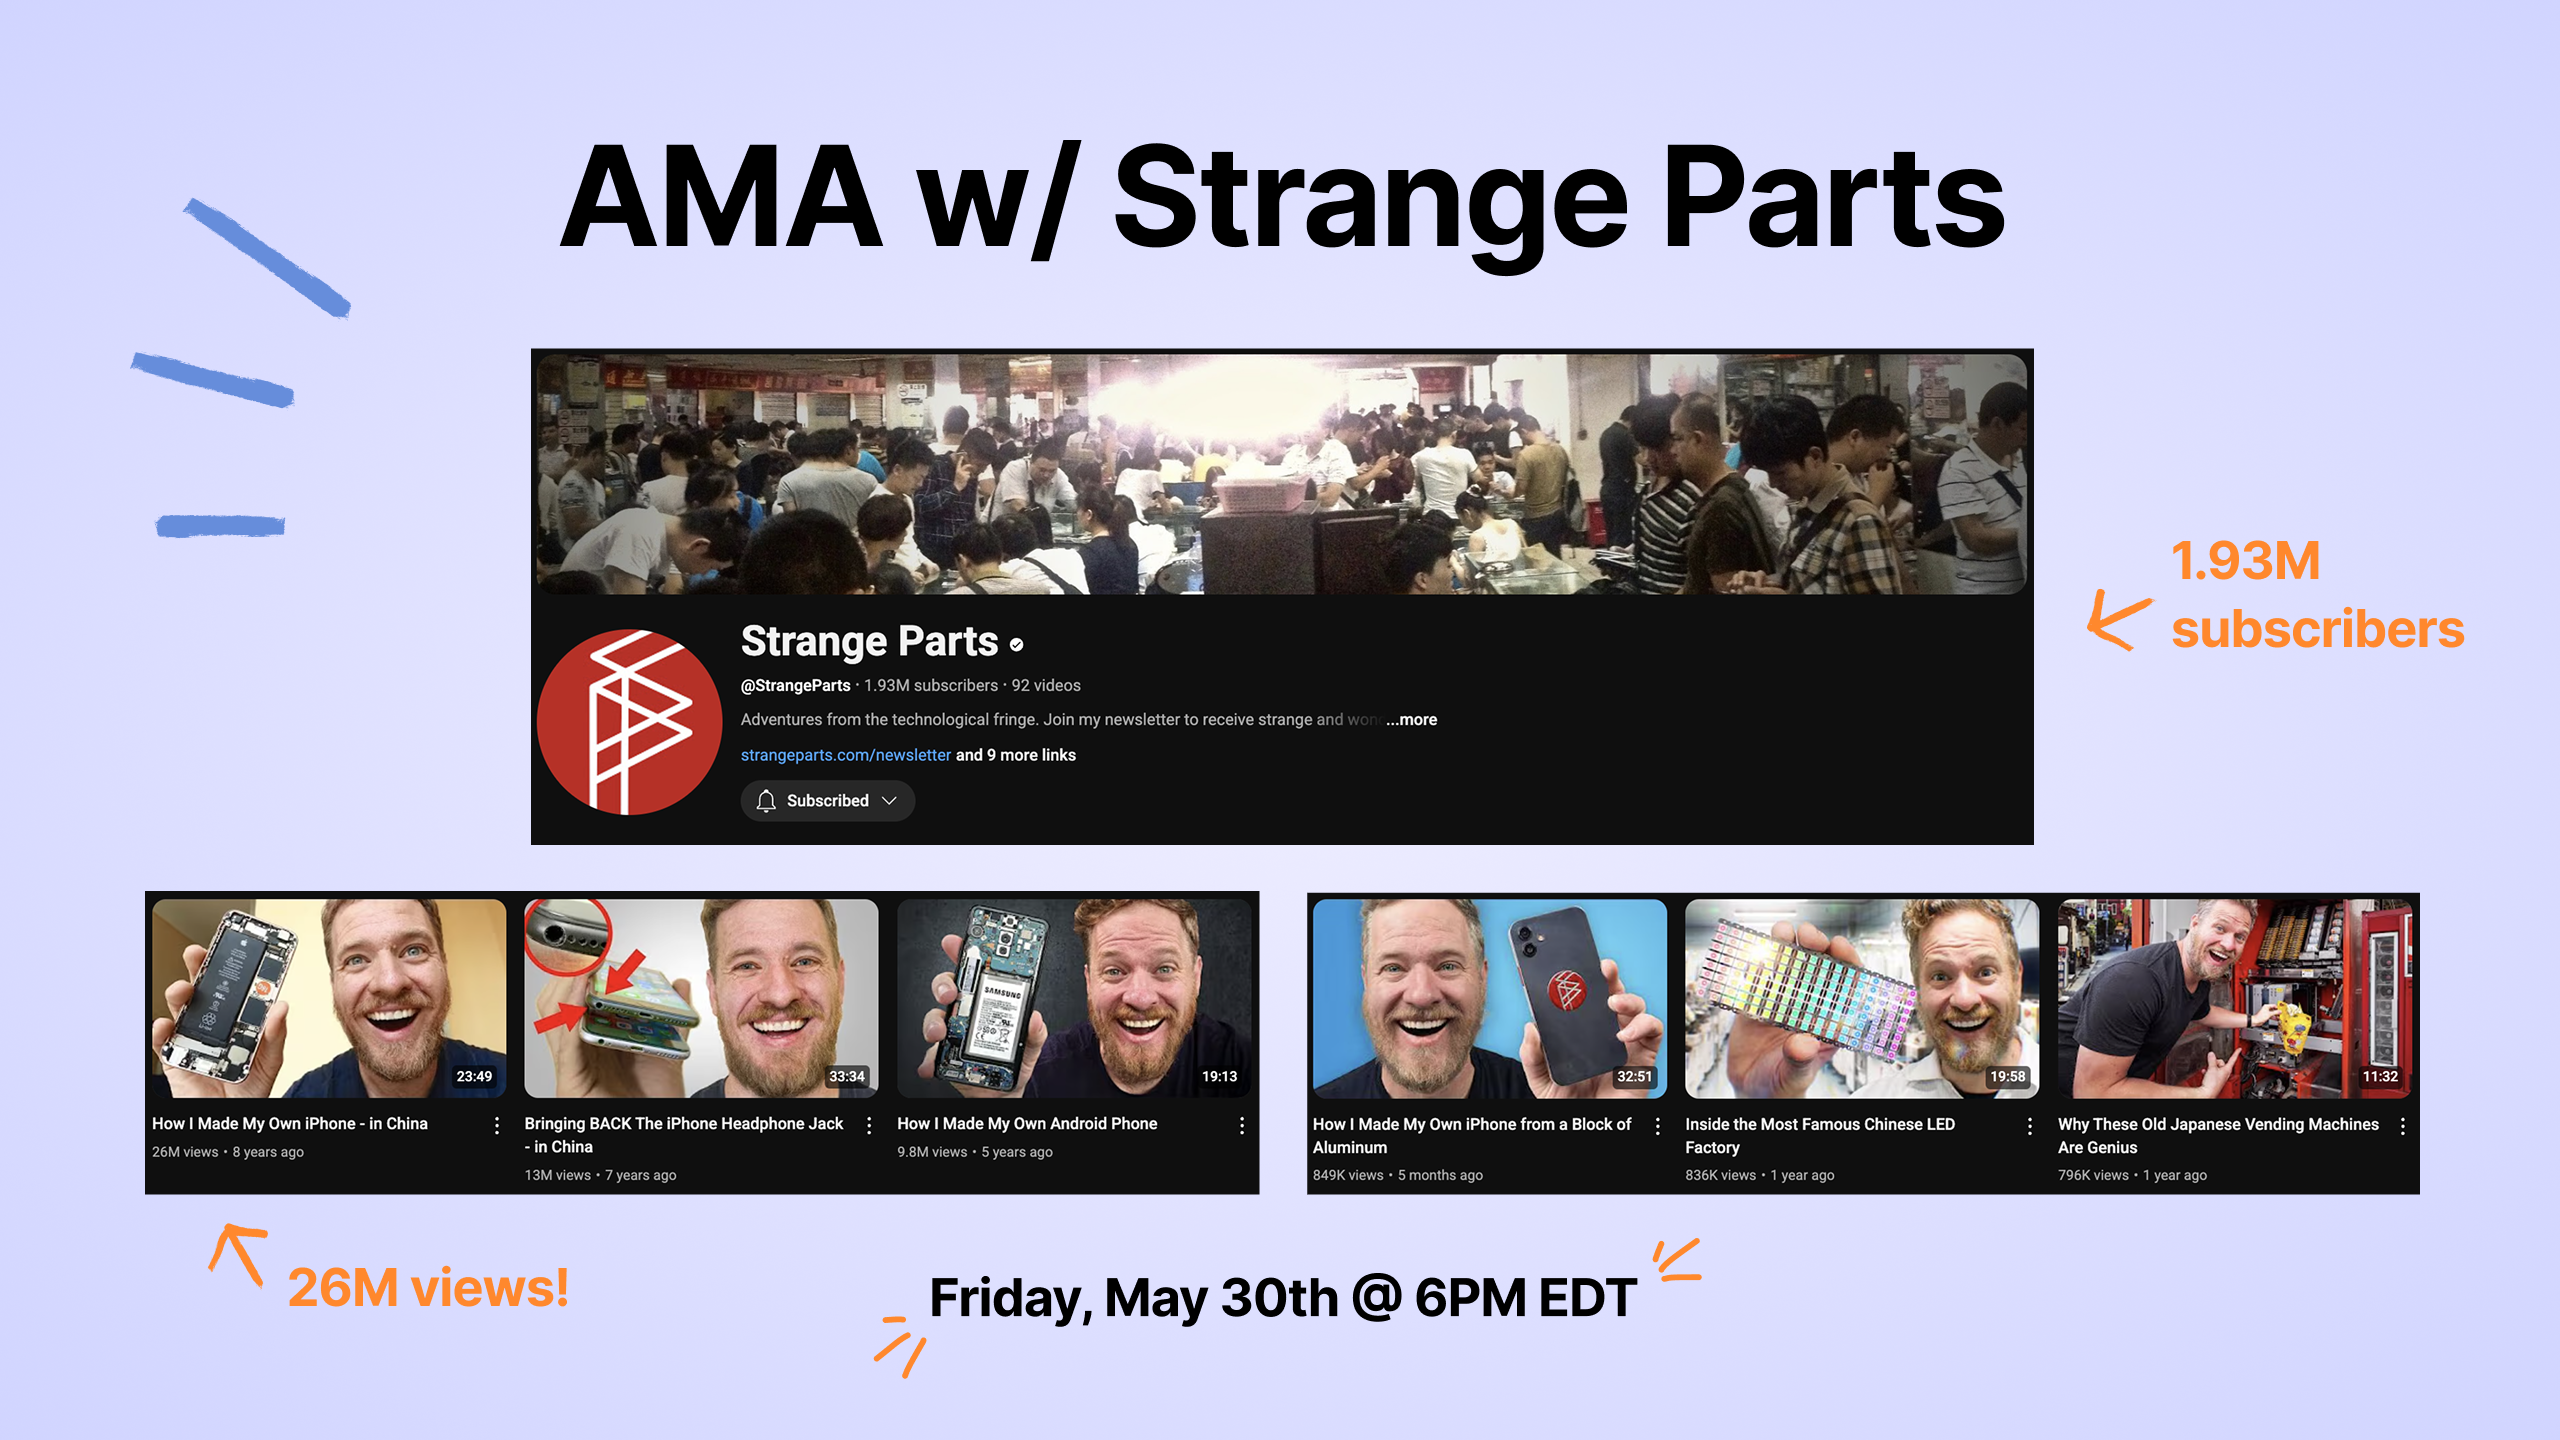 AMA w/ Strange Parts
Strange Parts
@StrangeParts · 1.93M subscribers · 92 videos
Adventures from the technological fringe. Join my newsletter to receive strange and ...more
strangeparts.com/newsletter and 9 more links
Subscribed
1.93M
subscribers
SAMSUNG
23:49
33:34
19:13
How I Made My Own iPhone - in China
26M views • 8 years ago
Bringing BACK The iPhone Headphone Jack
- in China
13M views • 7 years ago
How I Made My Own Android Phone
9.8M views • 5 years ago
32:51
19:58
11:32
How I Made My Own iPhone from a Block of
Aluminum
849K views • 5 months ago
Inside the Most Famous Chinese LED
Factory
836K views • 1 year ago
Why These Old Japanese Vending Machines
Are Genius
796K views • 1 year ago
26M views!
Friday, May 30th @ 6PM EDT